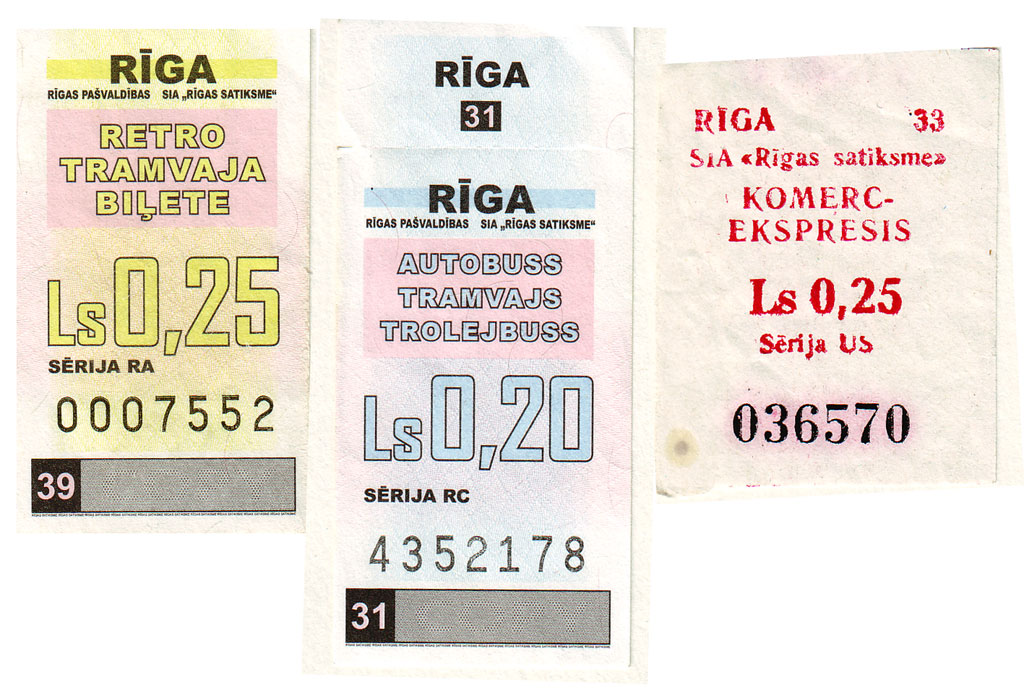 RĪGA
RĪGAS PAŠVALDĪBAS SIA „RĪGAS SATIKSME“
RETRO
TRAMVAJA
BIĻETE
Ls 0,25
SĒRIJA RA
0007552
39 COPY
RĪGA
31
RĪGA
RĪGAS PAŠVALDĪBAS SIA „RĪGAS SATIKSME“
AUTOBUSS
TRAMVAJS
TROLEJBUSS
Ls 0,20
SĒRIJA RC
4352178
31 COPY
RĪGA 33
SIA «Rīgas satiksme»
KOMERC-
EKSPRESIS
Ls 0,25
Sērija US
036570